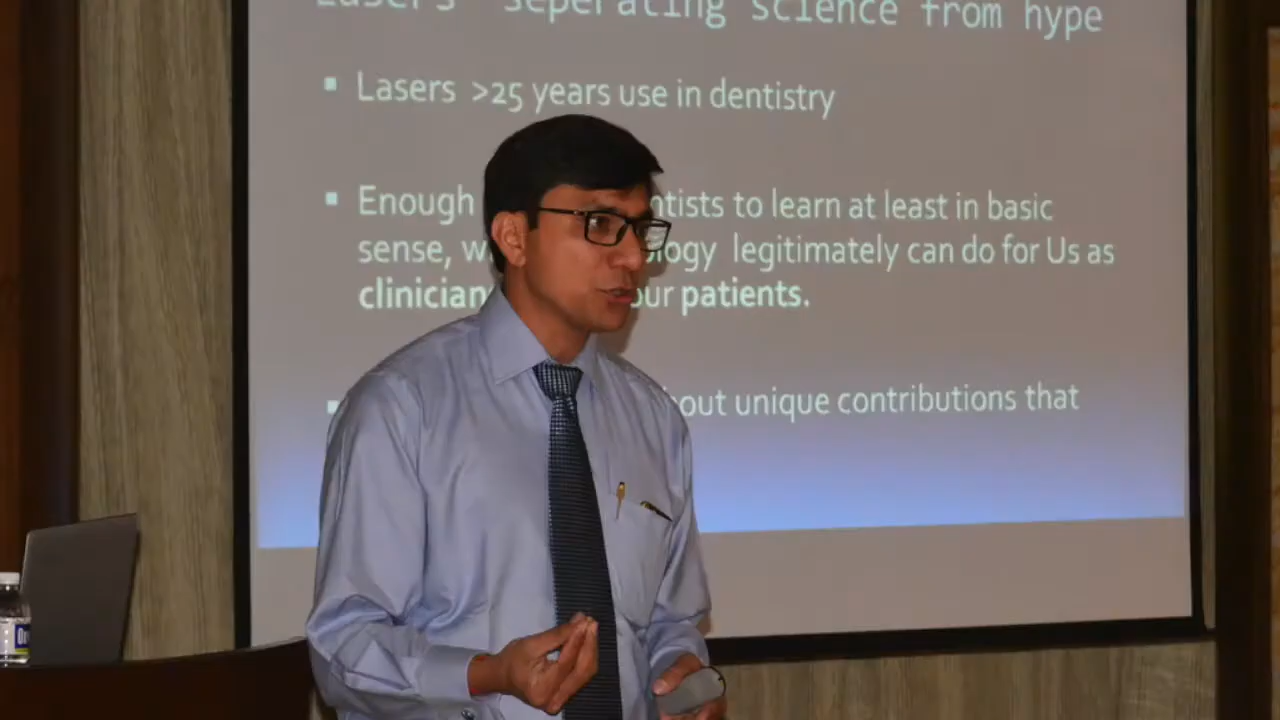 Lasers seperating science from hype
▪ Lasers >25 years use in dentistry
▪ Enough ntists to learn at least in basic
sense, w ology legitimately can do for Us as
clinician our patients.
▪ out unique contributions that